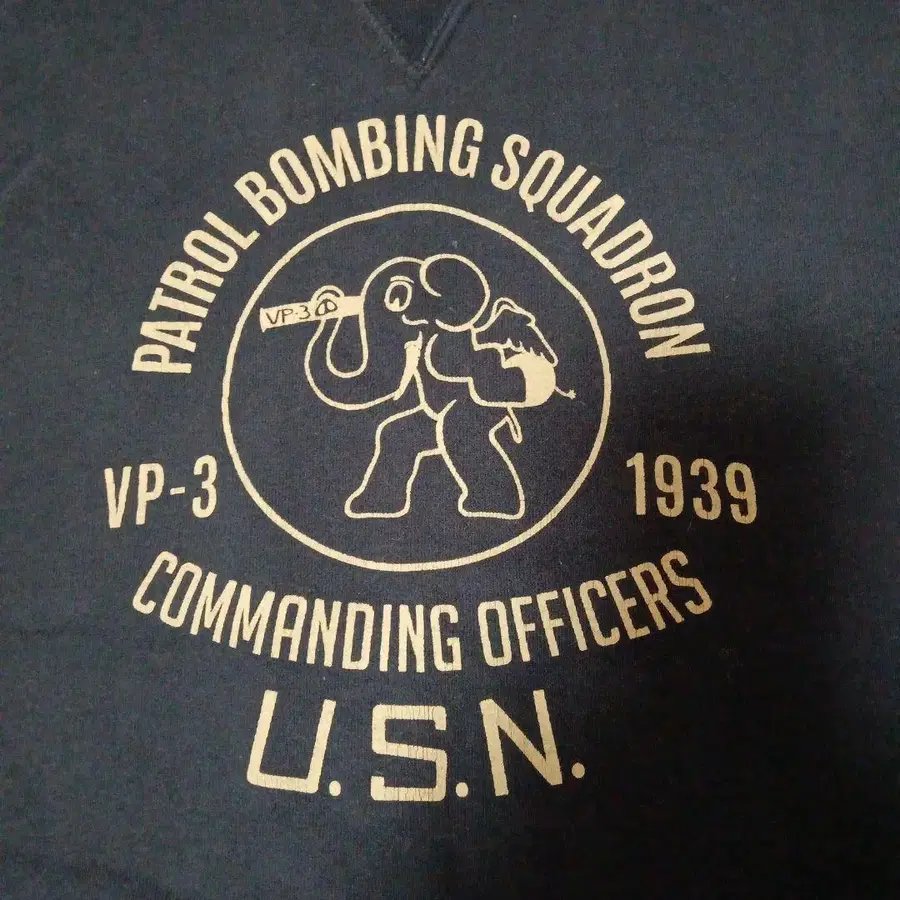 PATROL BOMBING SQUADRON
VP-3
VP-3
1939
COMMANDING OFFICERS
U.S.N.